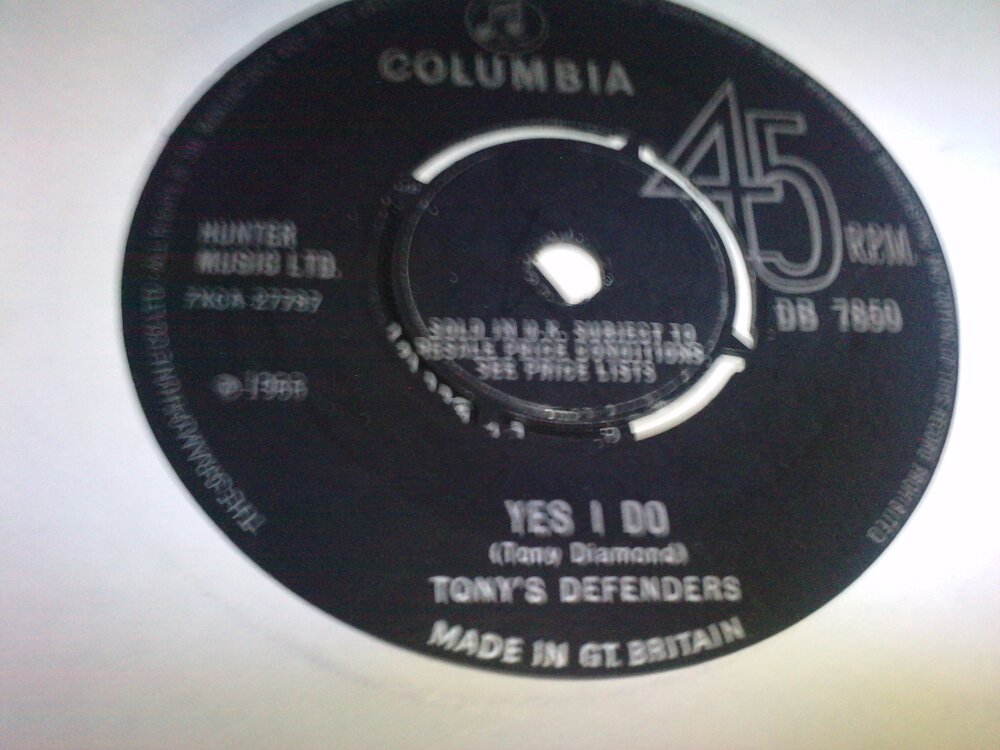 COLUMBIA
45
RPM
HUNTER
MUSIC LTD.
DB 7850
SOLD IN U.K. SUBJECT TO
RESALE PRICE CONDITIONS
SEE PRICE LISTS
℗ 1966
YES I DO
(Tony Diamond)
TONY'S DEFENDERS
MADE IN GT. BRITAIN